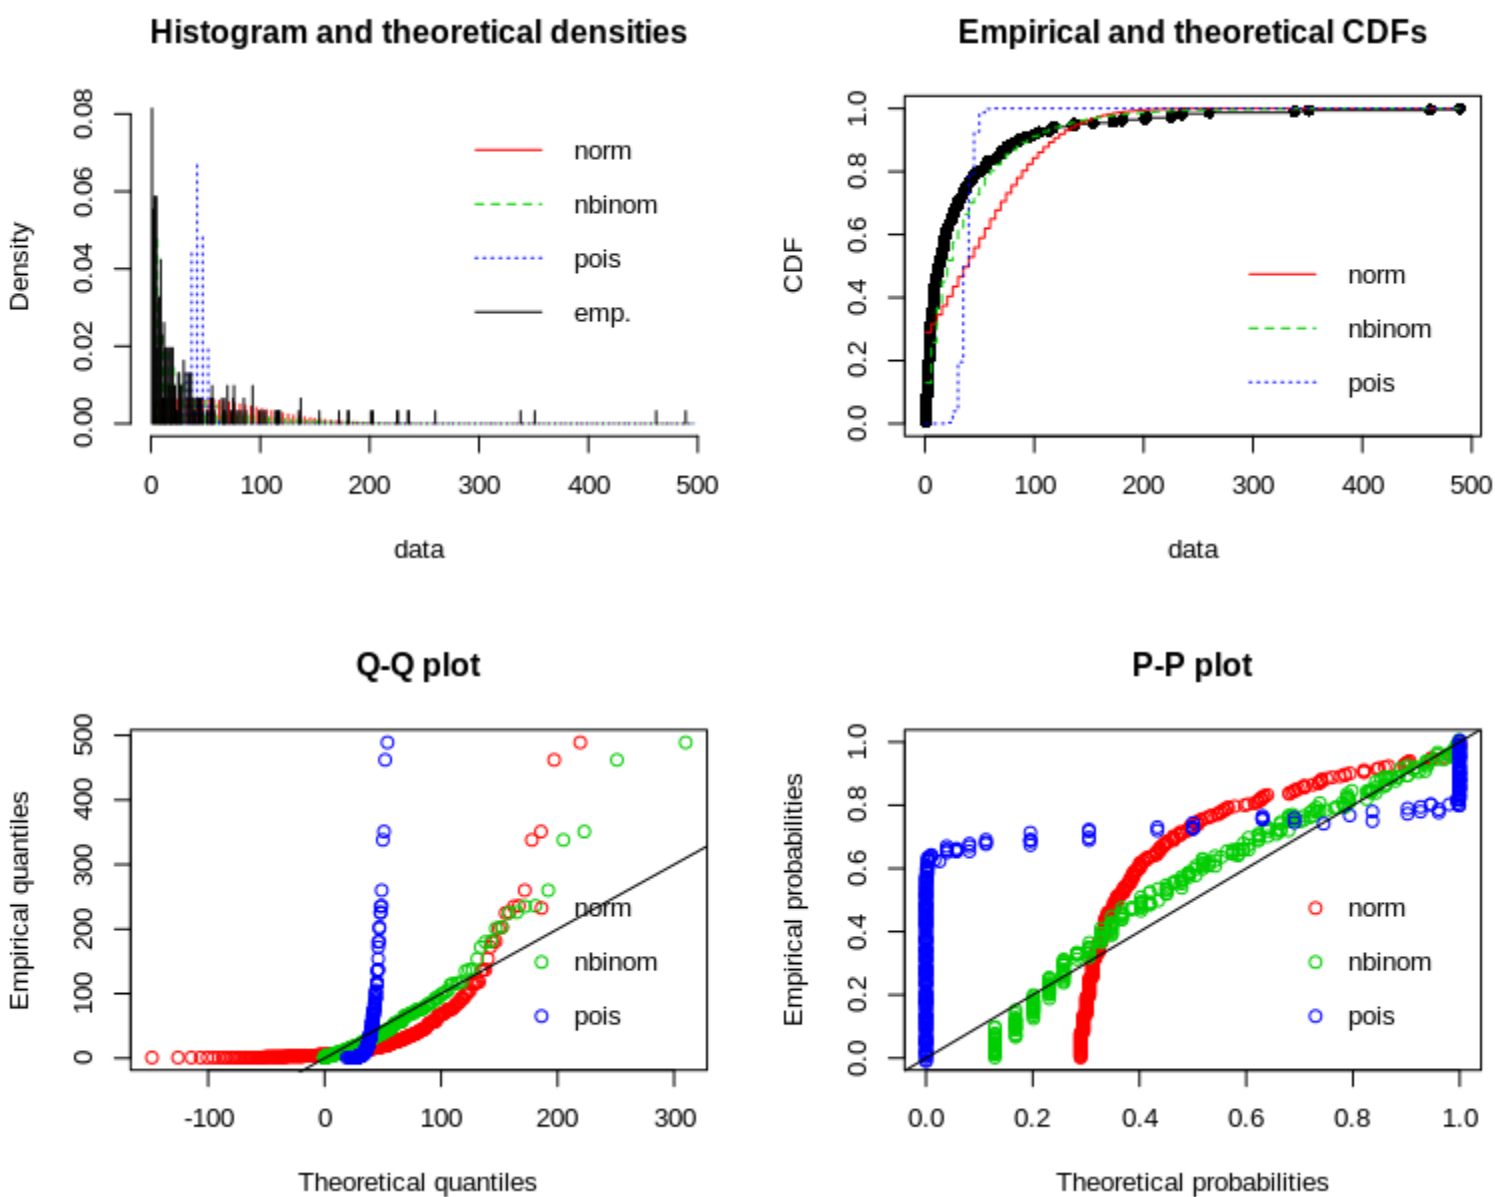 Histogram and theoretical densities
Density
0.00 0.02 0.04 0.06 0.08
norm
nbinom
pois
emp.
0 100 200 300 400 500
data
Empirical and theoretical CDFs
CDF
0.0 0.2 0.4 0.6 0.8 1.0
norm
nbinom
pois
0 100 200 300 400 500
data
Q-Q plot
Empirical quantiles
0 100 200 300 400 500
norm
nbinom
pois
-100 0 100 200 300
Theoretical quantiles
P-P plot
Empirical probabilities
0.0 0.2 0.4 0.6 0.8 1.0
norm
nbinom
pois
0.0 0.2 0.4 0.6 0.8 1.0
Theoretical probabilities